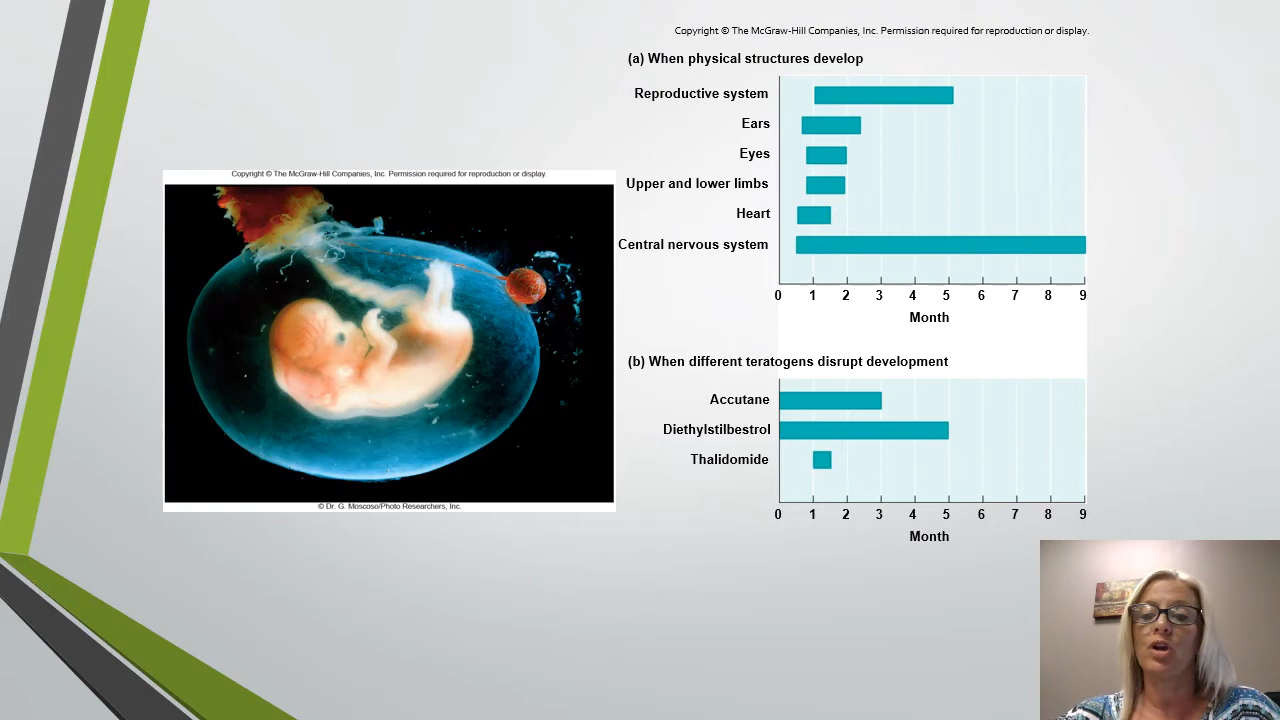 Copyright © The McGraw-Hill Companies, Inc. Permission required for reproduction or display.
(a) When physical structures develop
Reproductive system
Ears
Eyes
Upper and lower limbs
Heart
Central nervous system
0 1 2 3 4 5 6 7 8 9
Month
(b) When different teratogens disrupt development
Accutane
Diethylstilbestrol
Thalidomide
0 1 2 3 4 5 6 7 8 9
Month
Copyright © The McGraw-Hill Companies, Inc. Permission required for reproduction or display.
© Dr. G. Moscoso/Photo Researchers, Inc.